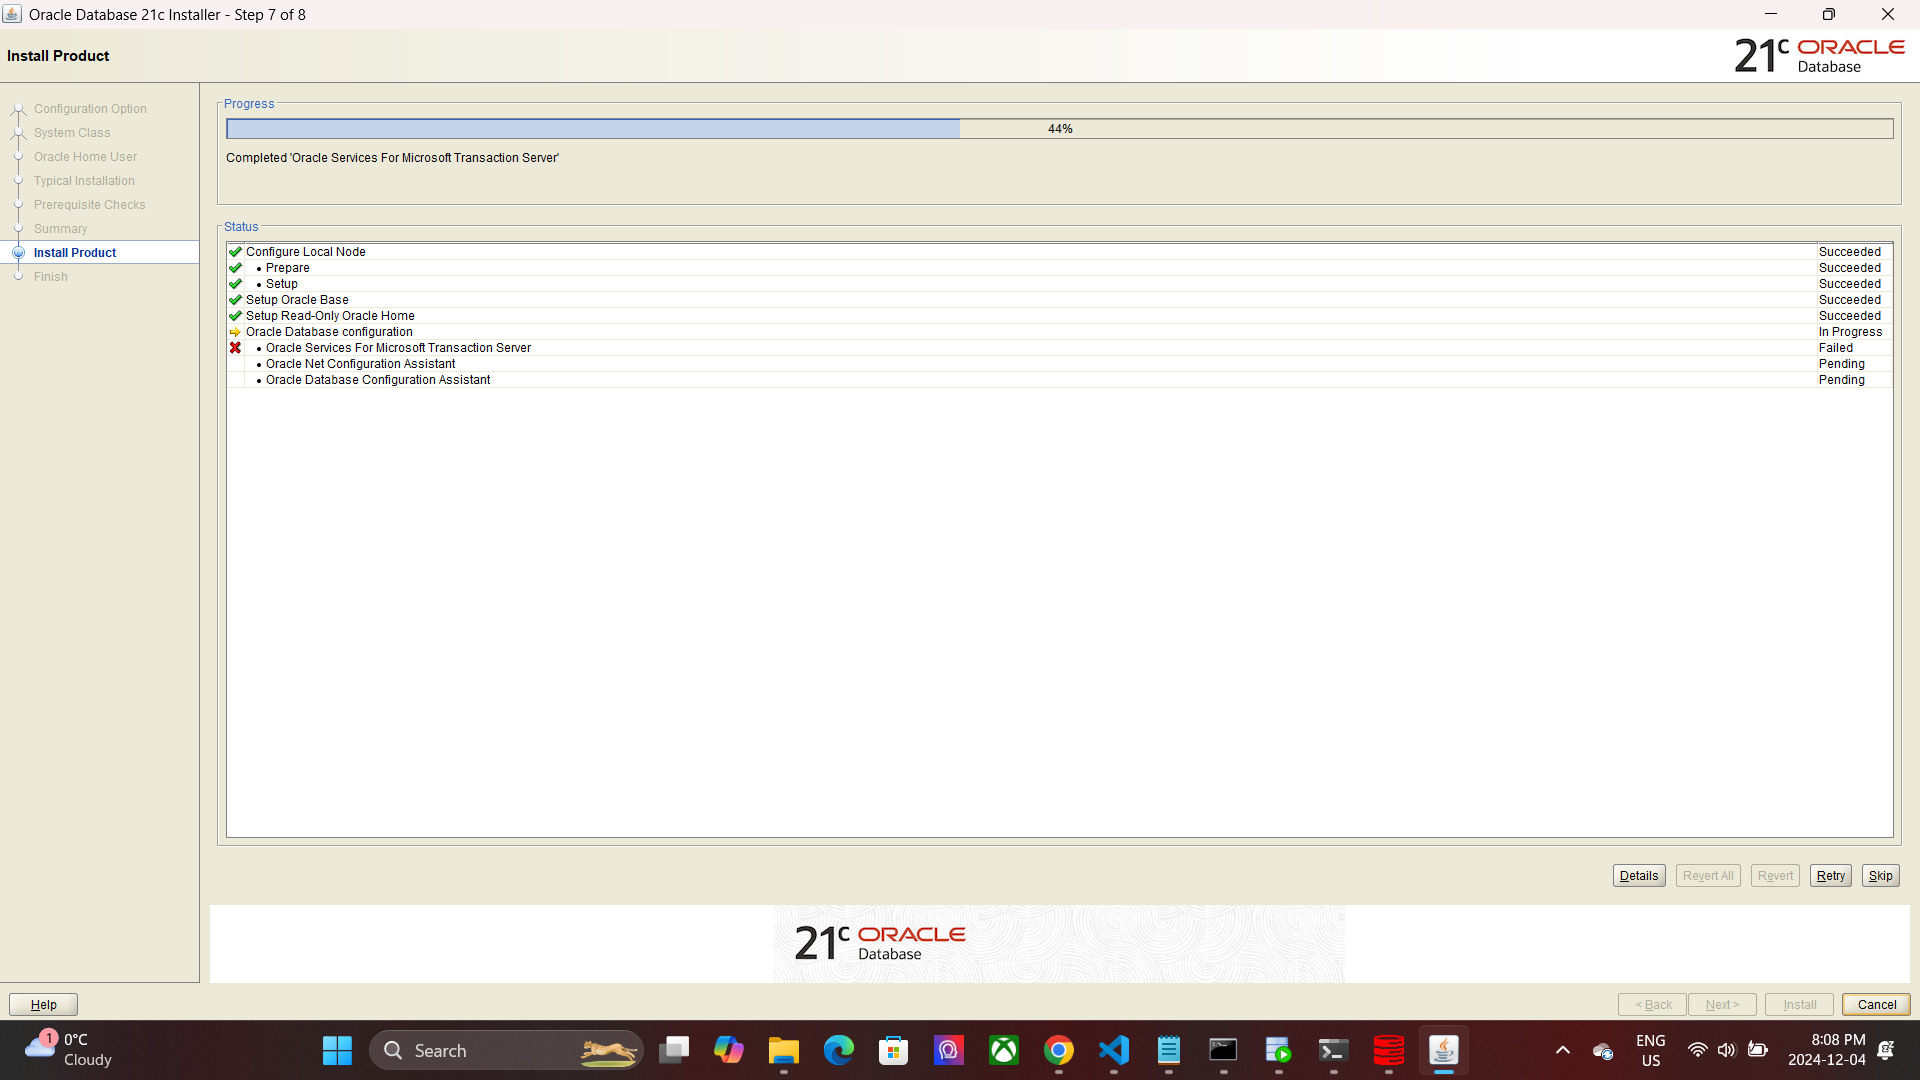 Oracle Database 21c Installer - Step 7 of 8
Install Product
21c ORACLE
Database
Configuration Option
System Class
Oracle Home User
Typical Installation
Prerequisite Checks
Summary
Install Product
Finish
Progress
44%
Completed 'Oracle Services For Microsoft Transaction Server'
Status
Configure Local Node Succeeded
• Prepare Succeeded
• Setup Succeeded
Setup Oracle Base Succeeded
Setup Read-Only Oracle Home Succeeded
Oracle Database configuration In Progress
• Oracle Services For Microsoft Transaction Server Failed
• Oracle Net Configuration Assistant Pending
• Oracle Database Configuration Assistant Pending
Details Revert All Revert Retry Skip
21c ORACLE
Database
Help < Back Next > Install Cancel
1
0°C
Cloudy
Search
ENG
US
8:08 PM
2024-12-04